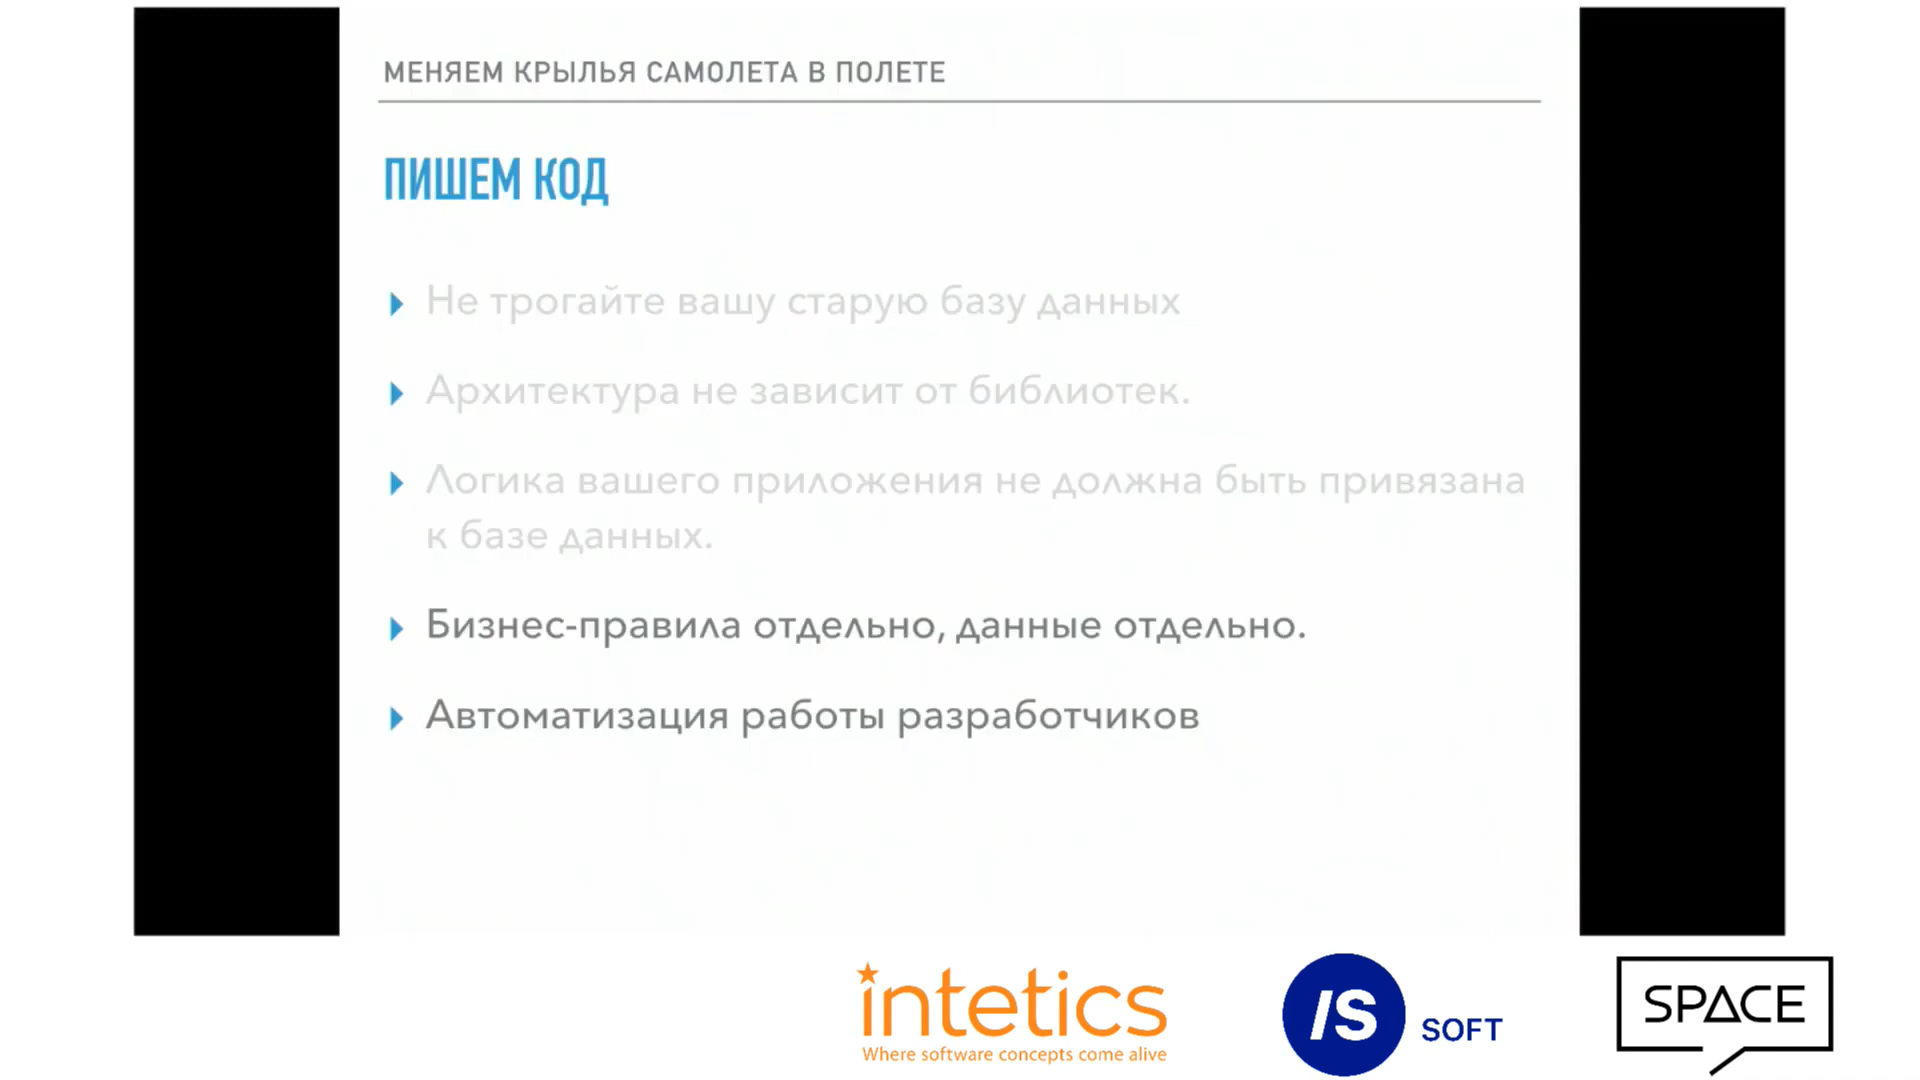 МЕНЯЕМ КРЫЛЬЯ САМОЛЕТА В ПОЛЕТЕ
ПИШЕМ КОД
Не трогайте вашу старую базу данных
Архитектура не зависит от библиотек.
Логика вашего приложения не должна быть привязана
к базе данных.
Бизнес-правила отдельно, данные отдельно.
Автоматизация работы разработчиков
intetics
Where software concepts come alive
/S SOFT
SPACE